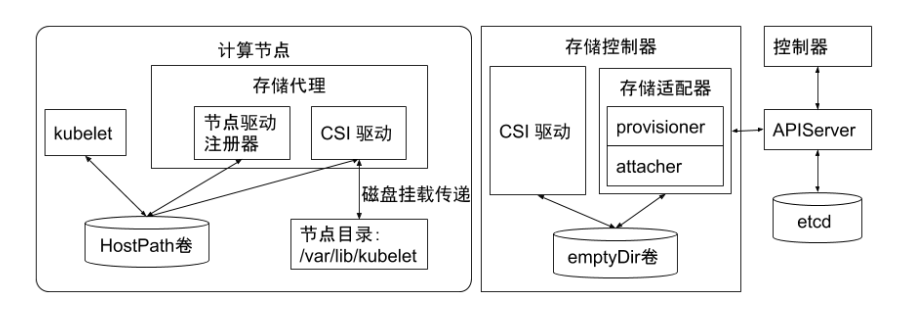 计算节点
存储代理
kubelet
节点驱动
注册器
CSI 驱动
磁盘挂载传递
HostPath卷
节点目录：
/var/lib/kubelet
存储控制器
CSI 驱动
存储适配器
provisioner
attacher
emptyDir卷
控制器
APIServer
etcd